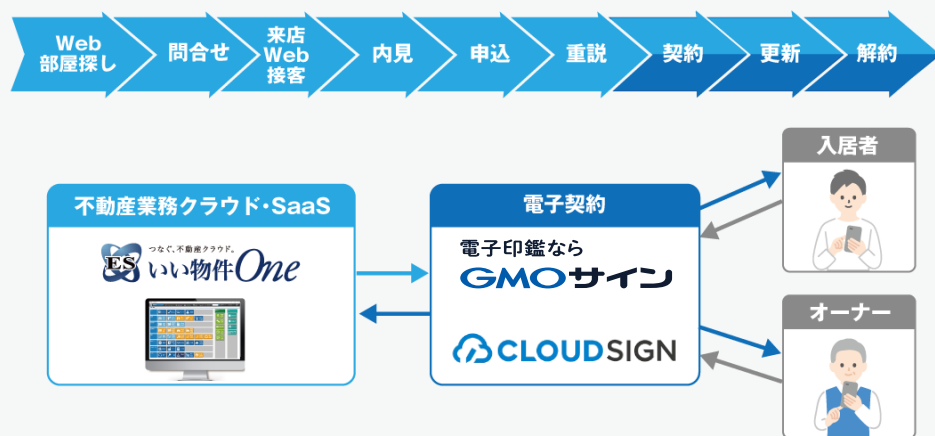 Web
部屋探し
問合せ
来店
Web
接客
内見
申込
重説
契約
更新
解約
不動産業務クラウド・SaaS
つなぐ、不動産クラウド。
ES
いい物件One
電子契約
電子印鑑なら
GMOサイン
CLOUDSIGN
入居者
オーナー